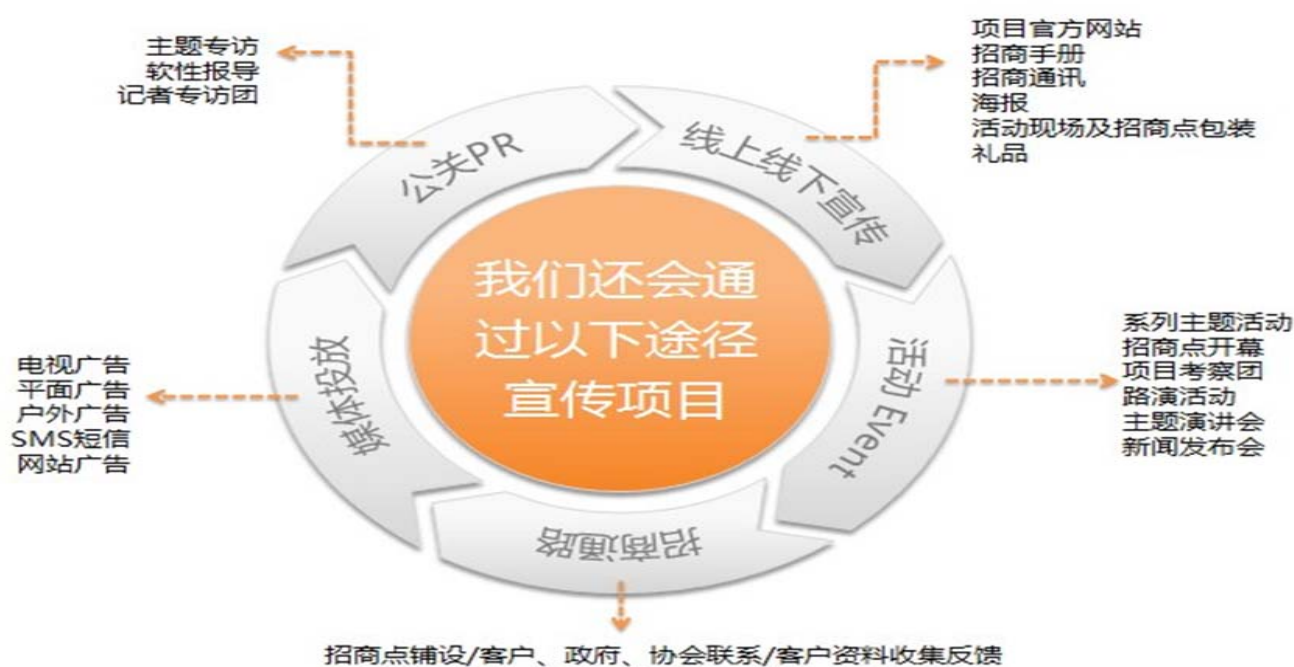 主题专访
软性报导
记者专访团
公关PR
项目官方网站
招商手册
招商通讯
海报
活动现场及招商点包装
礼品
线上线下宣传
我们还会通
过以下途径
宣传项目
系列主题活动
招商点开幕
项目考察团
路演活动
主题演讲会
新闻发布会
活动 Event
电视广告
平面广告
户外广告
SMS短信
网站广告
媒体投放
招商通路
招商点铺设/客户、政府、协会联系/客户资料收集反馈